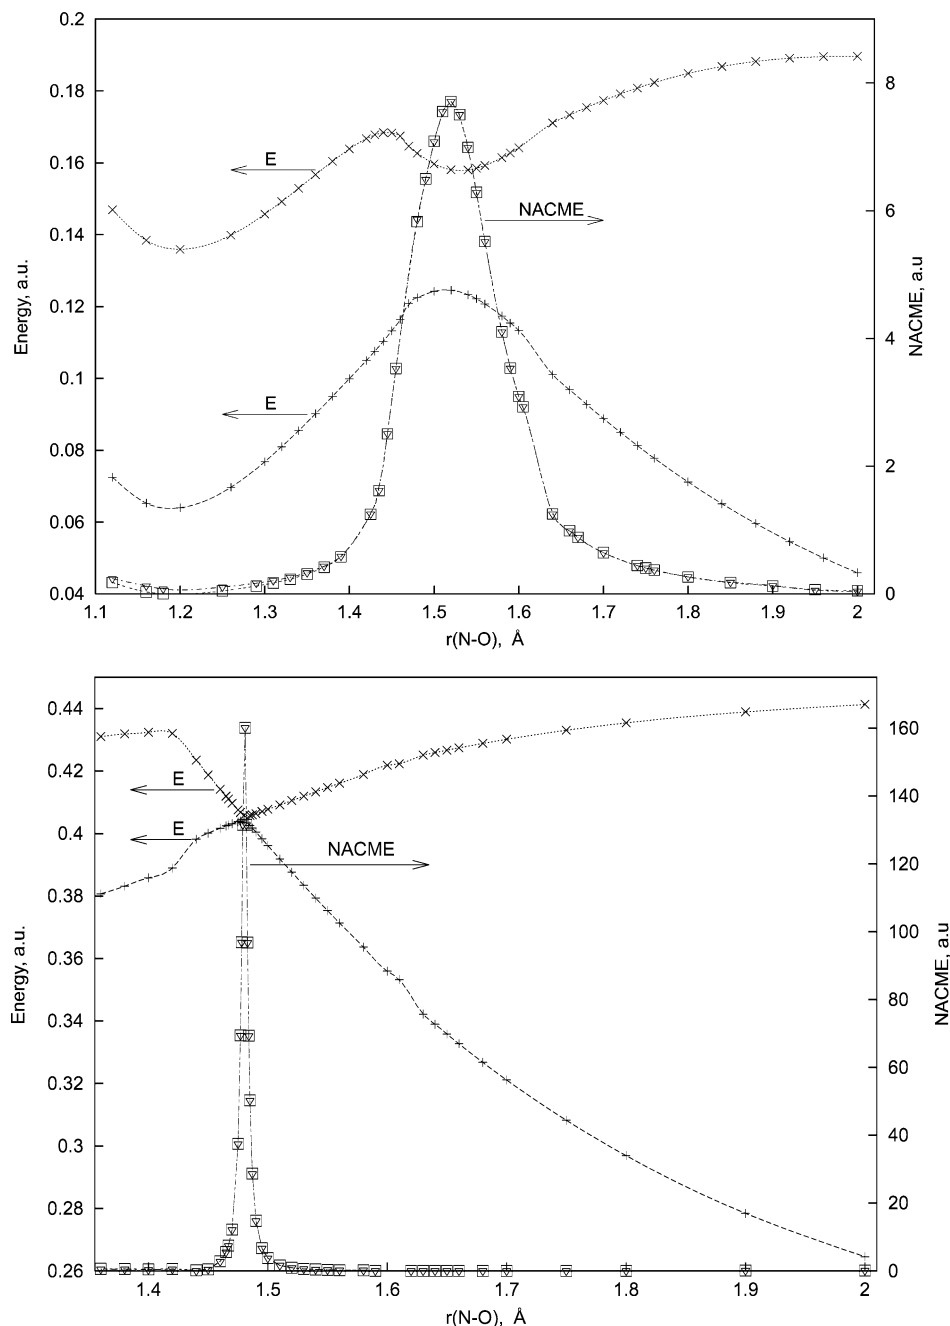 0.2
0.18
0.16
0.14
0.12
0.1
0.08
0.06
0.04
Energy, a.u.
E
E
NACME
8
6
4
2
0
NACME, a.u
1.1 1.2 1.3 1.4 1.5 1.6 1.7 1.8 1.9 2
r(N-O), Å
0.44
0.42
0.4
0.38
0.36
0.34
0.32
0.3
0.28
0.26
Energy, a.u.
E
E
NACME
160
140
120
100
80
60
40
20
0
NACME, a.u
1.4 1.5 1.6 1.7 1.8 1.9 2
r(N-O), Å